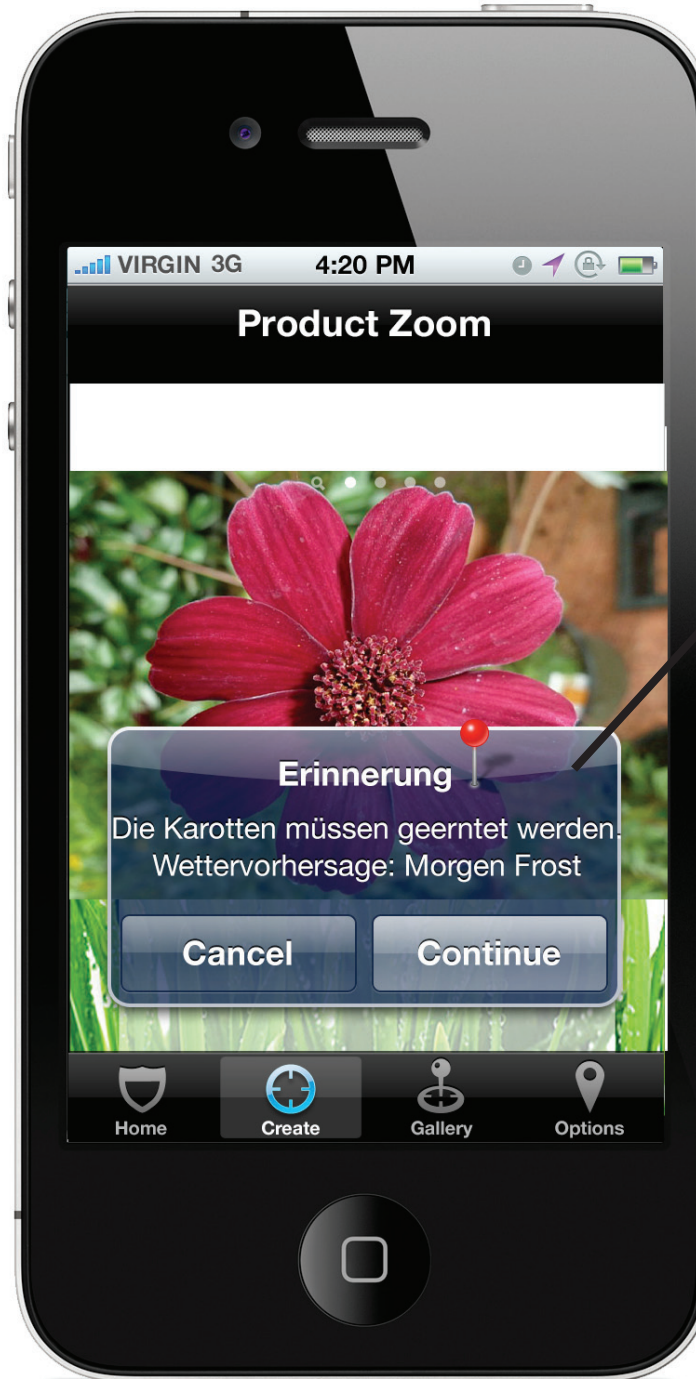 VIRGIN 3G 4:20 PM
Product Zoom
Erinnerung
Die Karotten müssen geerntet werden.
Wettervorhersage: Morgen Frost
Cancel Continue
Home Create Gallery Options